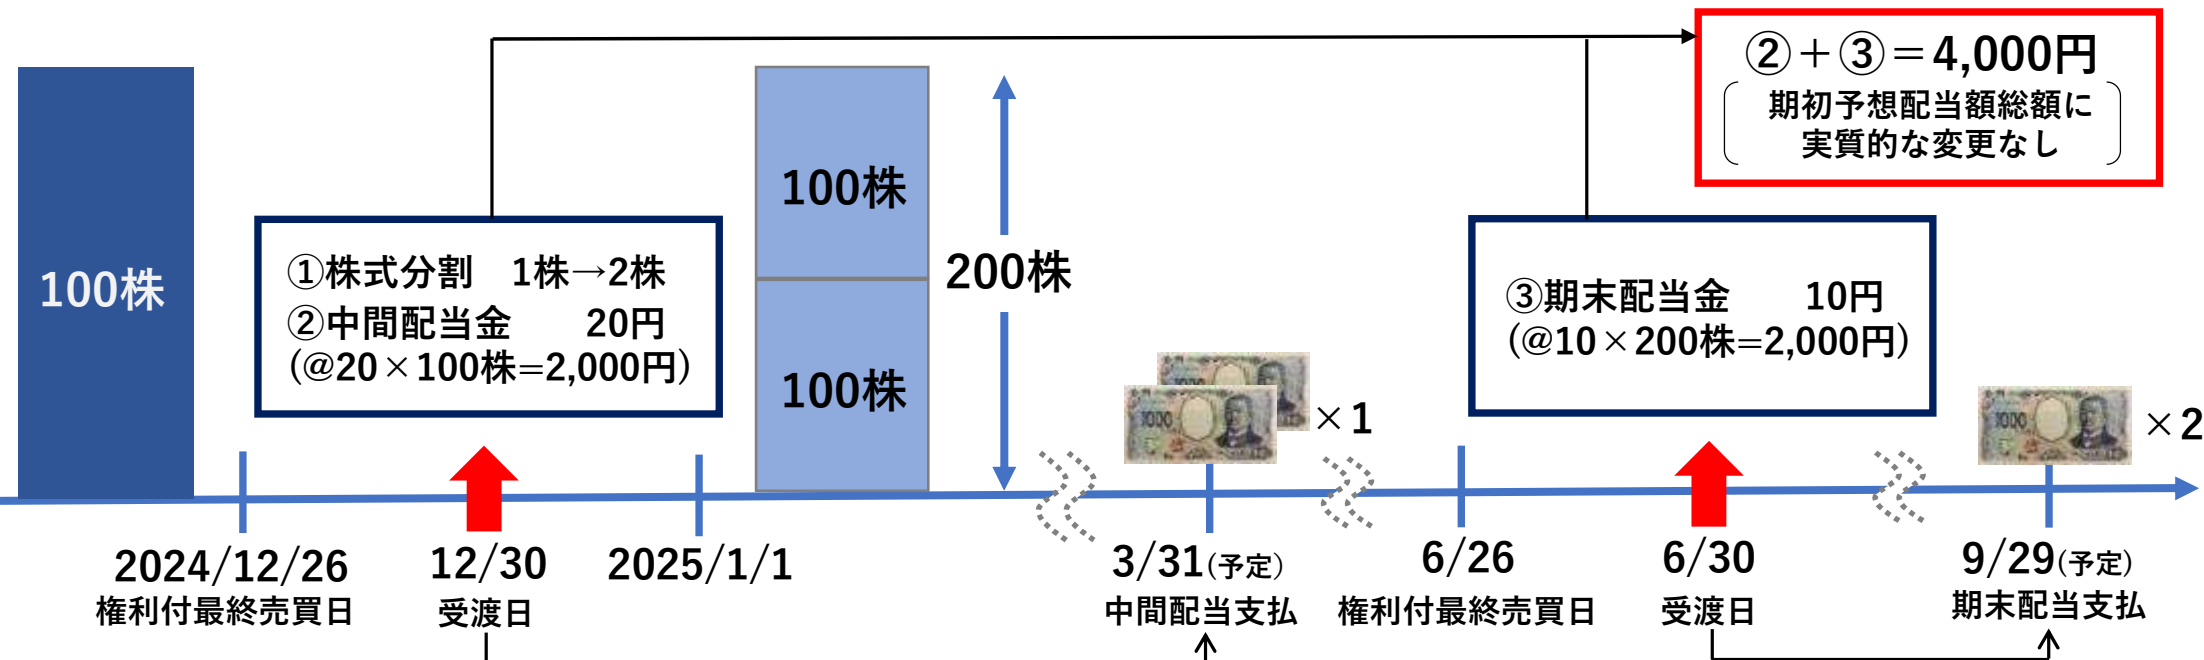 ②＋③＝4,000円
期初予想配当額総額に
実質的な変更なし
100株
①株式分割　1株→2株
②中間配当金　　20円
(@20×100株=2,000円)
100株
100株
200株
③期末配当金　　10円
(@10×200株=2,000円)
1000
1000
×1
1000
×2
2024/12/26
権利付最終売買日
12/30
受渡日
2025/1/1
3/31(予定)
中間配当支払
6/26
権利付最終売買日
6/30
受渡日
9/29(予定)
期末配当支払